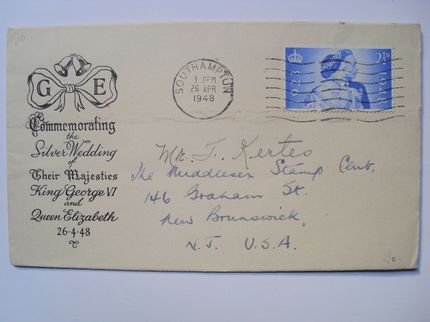 G E
Commemorating
the
Silver Wedding
of
Their Majesties
King George VI
and
Queen Elizabeth
26·4·48
SOUTHAMPTON
3 PM
26 APR
1948
2½D
1923
1948
Mr. T. Kertes
The Middlesex Stamp Club,
146 Graham St.
New Brunswick,
N.J. U.S.A.